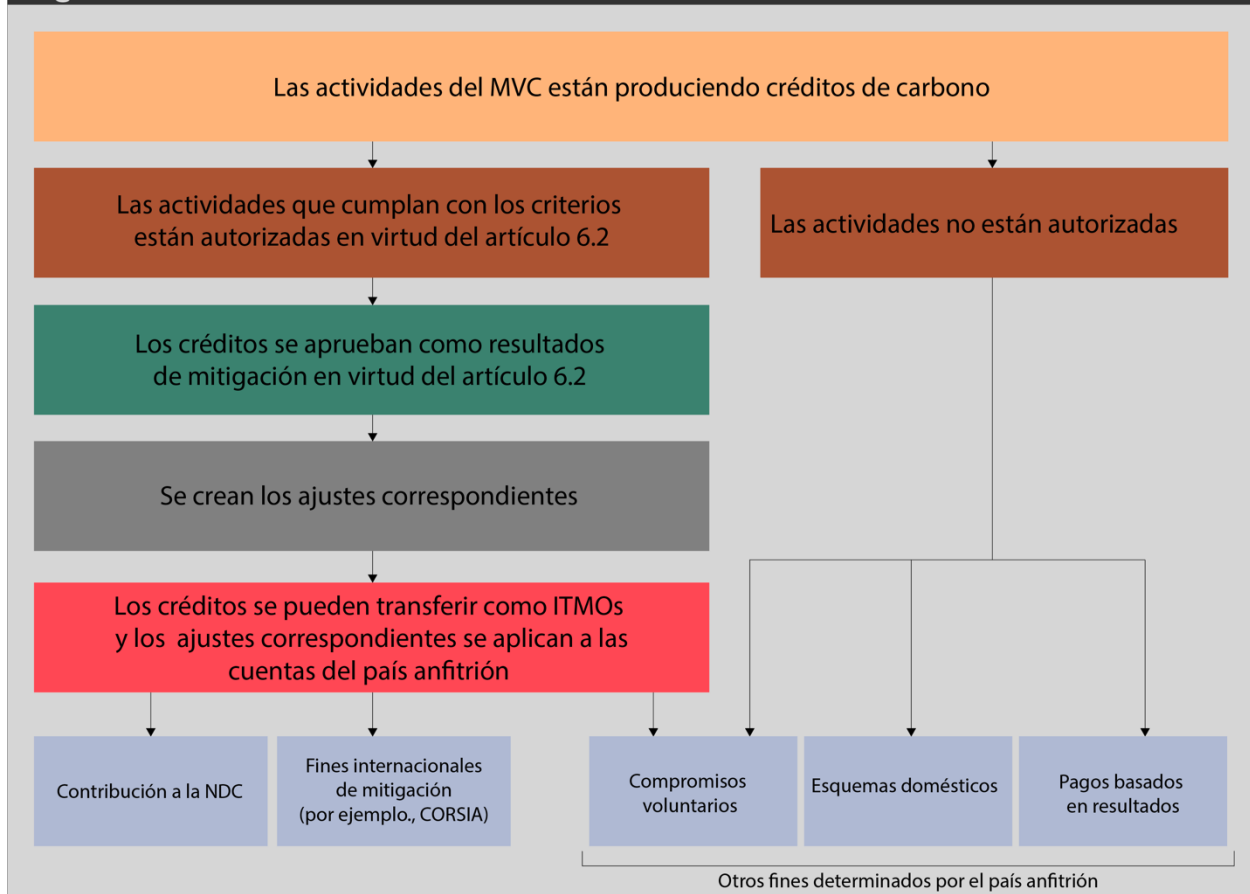 Las actividades del MVC están produciendo créditos de carbono
Las actividades que cumplan con los criterios
están autorizadas en virtud del artículo 6.2
Las actividades no están autorizadas
Los créditos se aprueban como resultados
de mitigación en virtud del artículo 6.2
Se crean los ajustes correspondientes
Los créditos se pueden transferir como ITMOs
y los ajustes correspondientes se aplican a las
cuentas del país anfitrión
Contribución a la NDC
Fines internacionales
de mitigación
(por ejemplo., CORSIA)
Compromisos
voluntarios
Esquemas domésticos
Pagos basados
en resultados
Otros fines determinados por el país anfitrión